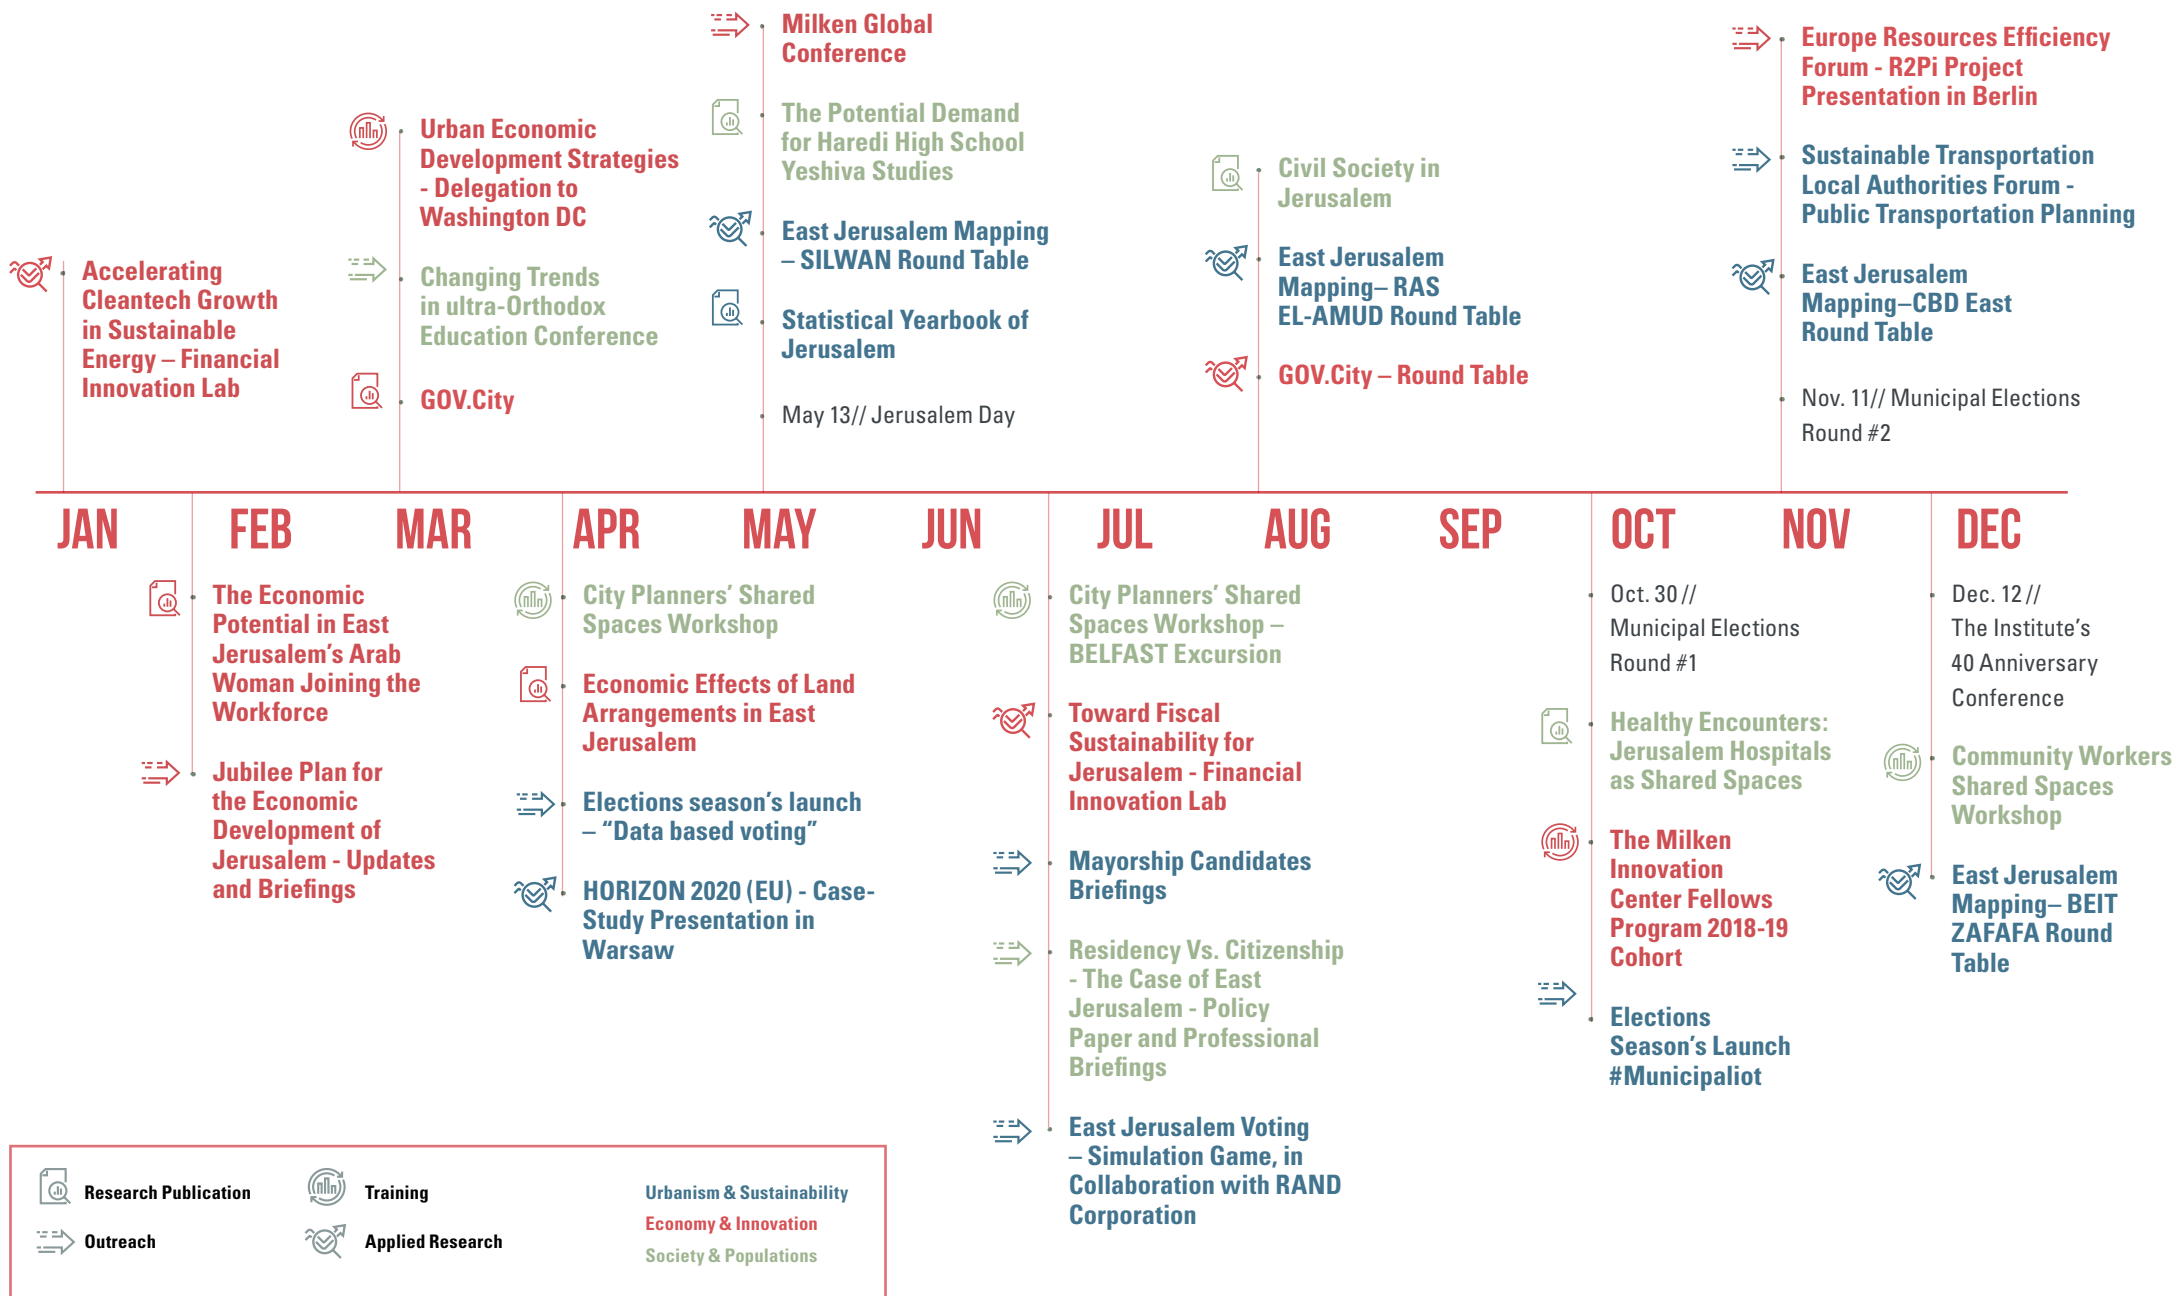 Accelerating
Cleantech Growth
in Sustainable
Energy – Financial
Innovation Lab
Urban Economic
Development Strategies
- Delegation to
Washington DC
Changing Trends
in ultra-Orthodox
Education Conference
GOV.City
Milken Global
Conference
The Potential Demand
for Haredi High School
Yeshiva Studies
East Jerusalem Mapping
– SILWAN Round Table
Statistical Yearbook of
Jerusalem
May 13// Jerusalem Day
Civil Society in
Jerusalem
East Jerusalem
Mapping– RAS
EL-AMUD Round Table
GOV.City – Round Table
Europe Resources Efficiency
Forum - R2Pi Project
Presentation in Berlin
Sustainable Transportation
Local Authorities Forum -
Public Transportation Planning
East Jerusalem
Mapping–CBD East
Round Table
Nov. 11// Municipal Elections
Round #2
JAN FEB MAR APR MAY JUN JUL AUG SEP OCT NOV DEC
The Economic
Potential in East
Jerusalem’s Arab
Woman Joining the
Workforce
Jubilee Plan for
the Economic
Development of
Jerusalem - Updates
and Briefings
City Planners’ Shared
Spaces Workshop
Economic Effects of Land
Arrangements in East
Jerusalem
Elections season’s launch
– “Data based voting”
HORIZON 2020 (EU) - Case-
Study Presentation in
Warsaw
City Planners’ Shared
Spaces Workshop –
BELFAST Excursion
Toward Fiscal
Sustainability for
Jerusalem - Financial
Innovation Lab
Mayorship Candidates
Briefings
Residency Vs. Citizenship
- The Case of East
Jerusalem - Policy
Paper and Professional
Briefings
East Jerusalem Voting
– Simulation Game, in
Collaboration with RAND
Corporation
Oct. 30 //
Municipal Elections
Round #1
Healthy Encounters:
Jerusalem Hospitals
as Shared Spaces
The Milken
Innovation
Center Fellows
Program 2018-19
Cohort
Elections
Season’s Launch
#Municipaliot
Dec. 12 //
The Institute’s
40 Anniversary
Conference
Community Workers
Shared Spaces
Workshop
East Jerusalem
Mapping– BEIT
ZAFAFA Round
Table
Research Publication
Outreach
Training
Applied Research
Urbanism & Sustainability
Economy & Innovation
Society & Populations